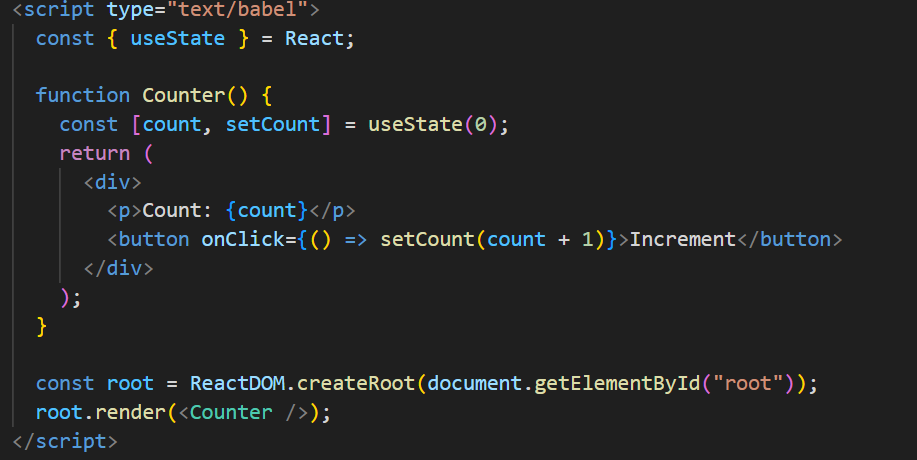 <script type="text/babel">
const { useState } = React;
function Counter() {
const [count, setCount] = useState(0);
return (
<div>
<p>Count: {count}</p>
<button onClick={() => setCount(count + 1)}>Increment</button>
</div>
);
}
const root = ReactDOM.createRoot(document.getElementById("root"));
root.render(<Counter />);
</script>